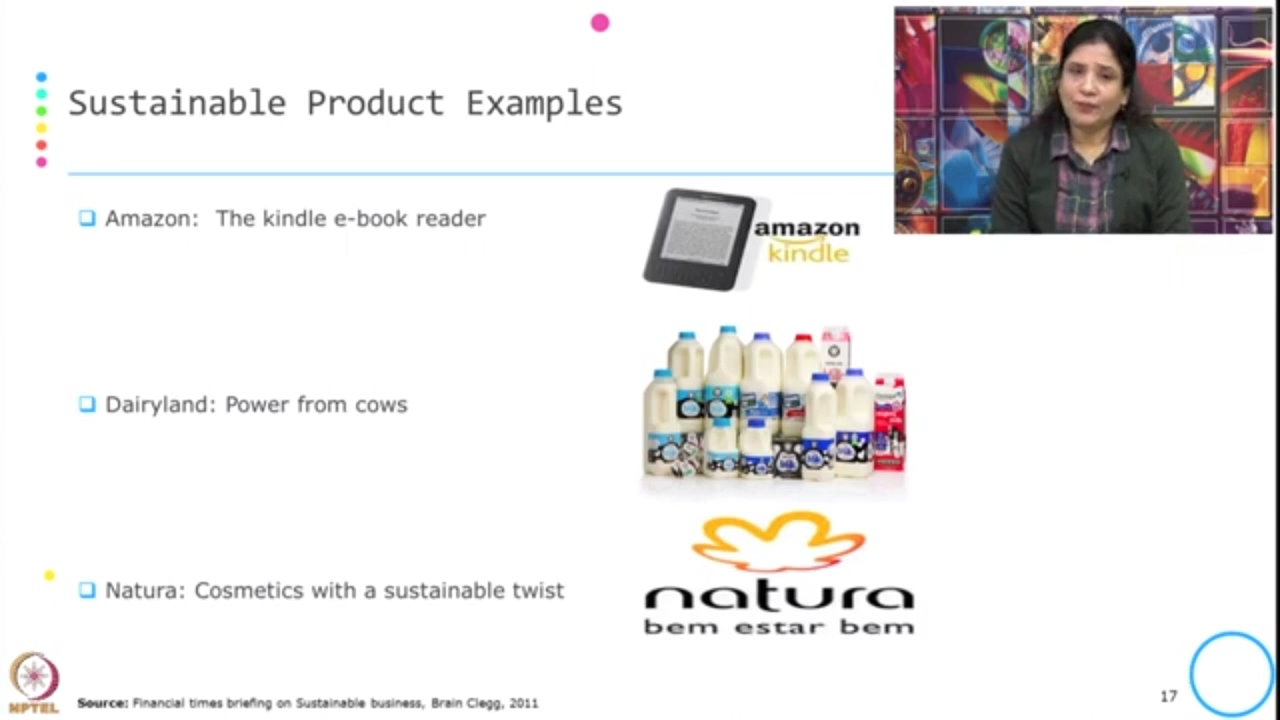 Sustainable Product Examples
Amazon: The kindle e-book reader
amazon
kindle
Dairyland: Power from cows
Natura: Cosmetics with a sustainable twist
natura
bem estar bem
NPTEL
Source: Financial times briefing on Sustainable business, Brain Clegg, 2011
17